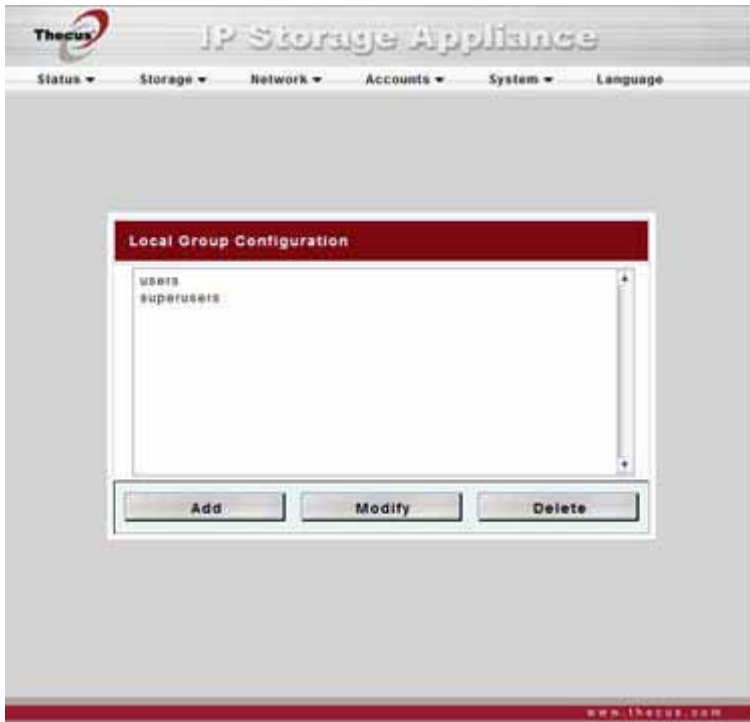 Thecus
IP Storage Appliance
Status Storage Network Accounts System Language
Local Group Configuration
users
superusers
Add Modify Delete
www.thecus.com